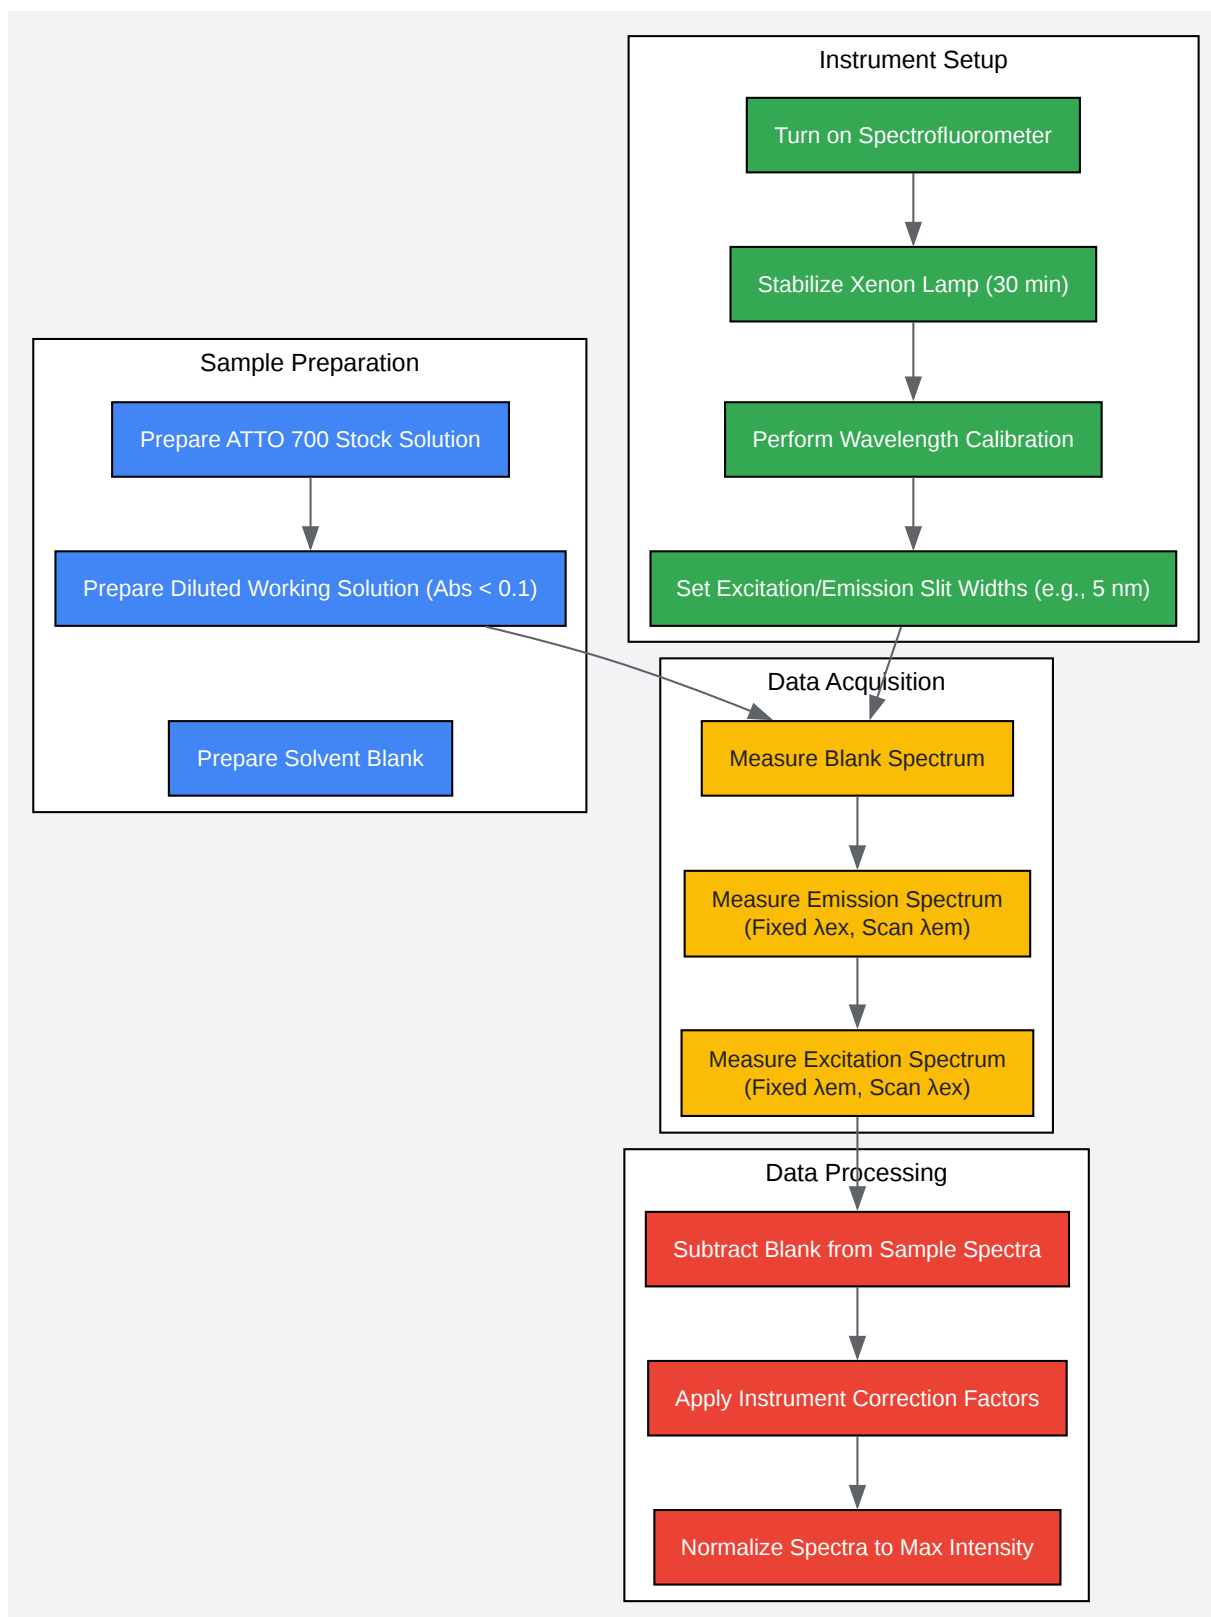 Instrument Setup
Turn on Spectrofluorometer
Stabilize Xenon Lamp (30 min)
Perform Wavelength Calibration
Set Excitation/Emission Slit Widths (e.g., 5 nm)
Sample Preparation
Prepare ATTO 700 Stock Solution
Prepare Diluted Working Solution (Abs < 0.1)
Prepare Solvent Blank
Data Acquisition
Measure Blank Spectrum
Measure Emission Spectrum
(Fixed λex, Scan λem)
Measure Excitation Spectrum
(Fixed λem, Scan λex)
Data Processing
Subtract Blank from Sample Spectra
Apply Instrument Correction Factors
Normalize Spectra to Max Intensity